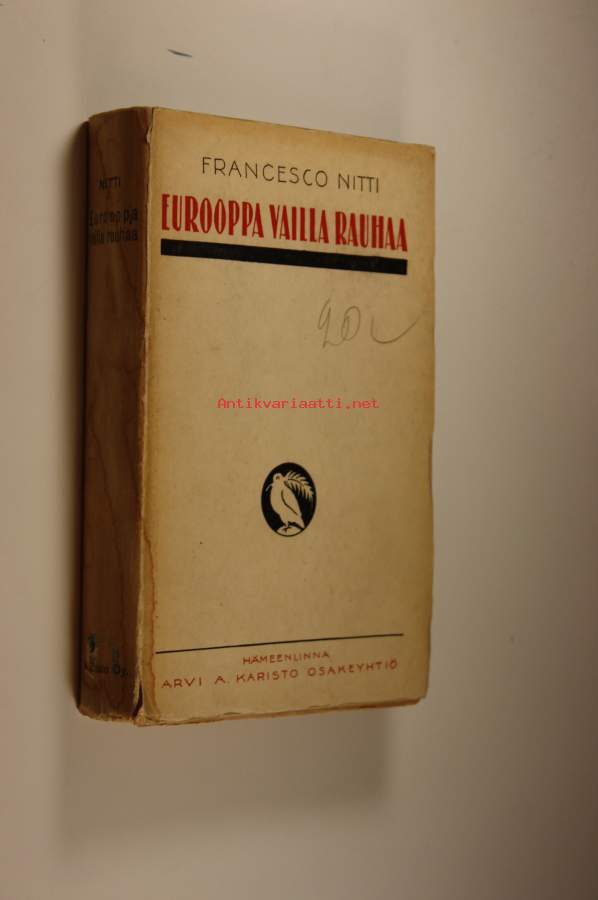 FRANCESCO NITTI
EUROOPPA VAILLA RAUHAA
20
Antikvariaatti.net
HÄMEENLINNA
ARVI A. KARISTO OSAKEYHTIÖ
NITTI
Eurooppa
vailla rauhaa